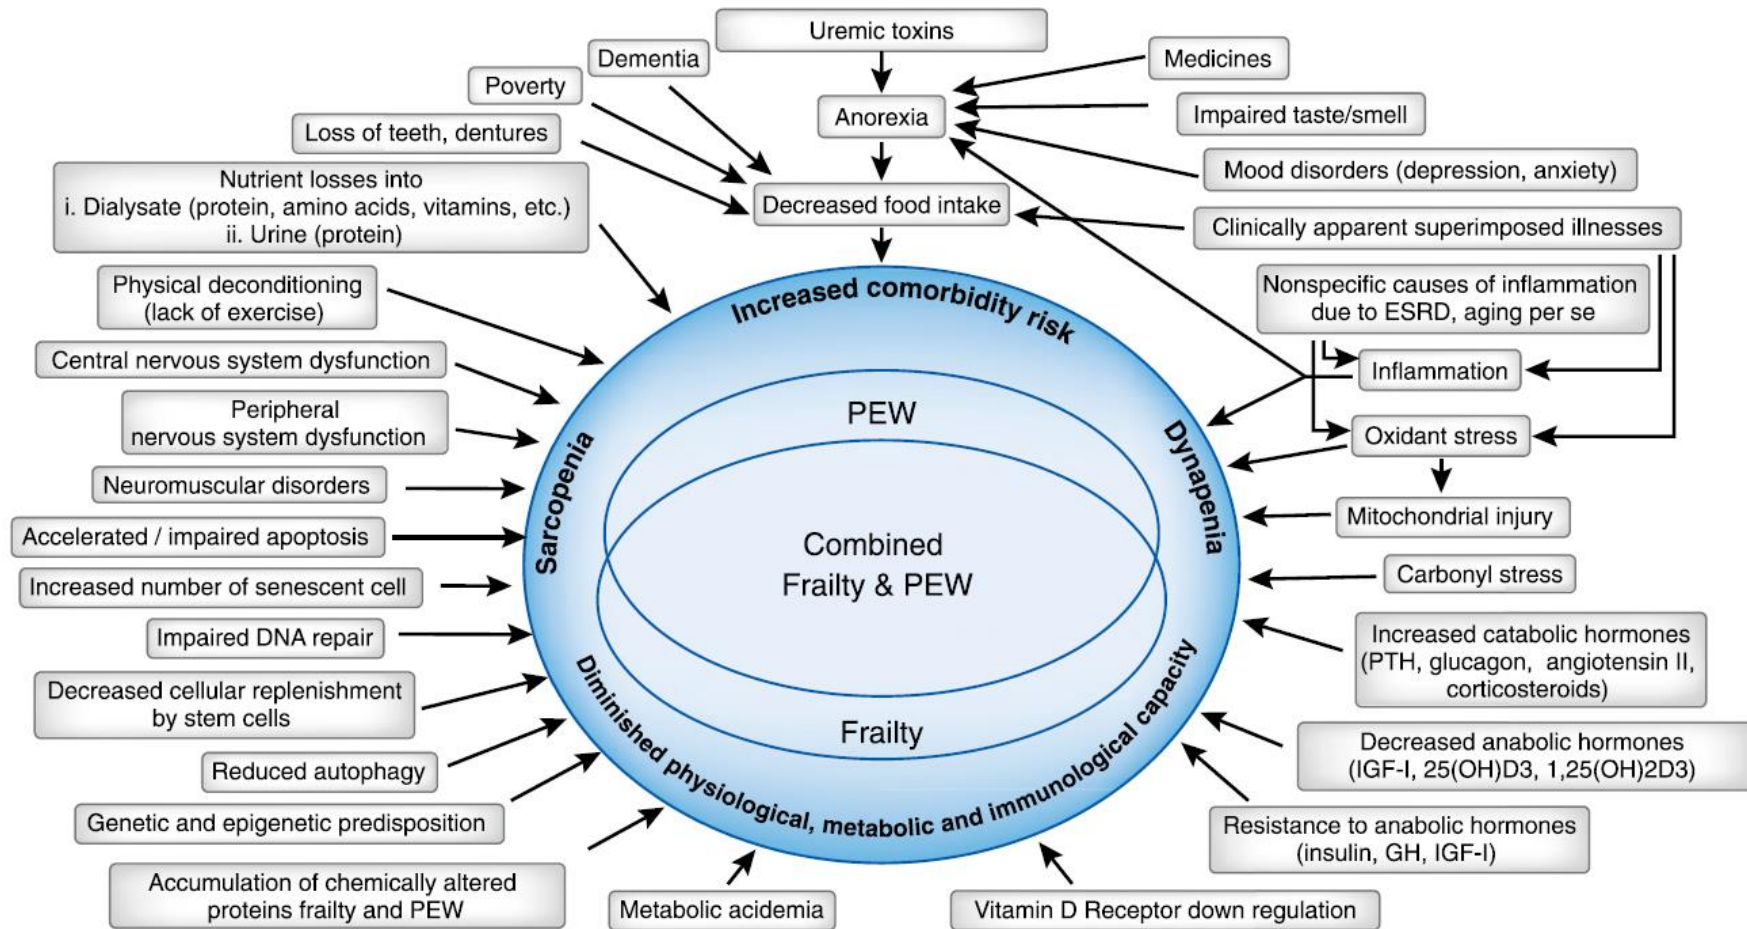 Uremic toxins
Dementia
Medicines
Poverty
Anorexia
Impaired taste/smell
Loss of teeth, dentures
Mood disorders (depression, anxiety)
Nutrient losses into
i. Dialysate (protein, amino acids, vitamins, etc.)
ii. Urine (protein)
Decreased food intake
Clinically apparent superimposed illnesses
Physical deconditioning
(lack of exercise)
Increased comorbidity risk
Nonspecific causes of inflammation
due to ESRD, aging per se
Central nervous system dysfunction
Inflammation
Peripheral
nervous system dysfunction
PEW
Oxidant stress
Neuromuscular disorders
Sarcopenia
Dynapenia
Mitochondrial injury
Accelerated / impaired apoptosis
Combined
Frailty & PEW
Carbonyl stress
Increased number of senescent cell
Impaired DNA repair
Increased catabolic hormones
(PTH, glucagon, angiotensin II,
corticosteroids)
Decreased cellular replenishment
by stem cells
Diminished physiological, metabolic and immunological capacity
Frailty
Decreased anabolic hormones
(IGF-I, 25(OH)D3, 1,25(OH)2D3)
Reduced autophagy
Genetic and epigenetic predisposition
Resistance to anabolic hormones
(insulin, GH, IGF-I)
Accumulation of chemically altered
proteins frailty and PEW
Metabolic acidemia
Vitamin D Receptor down regulation